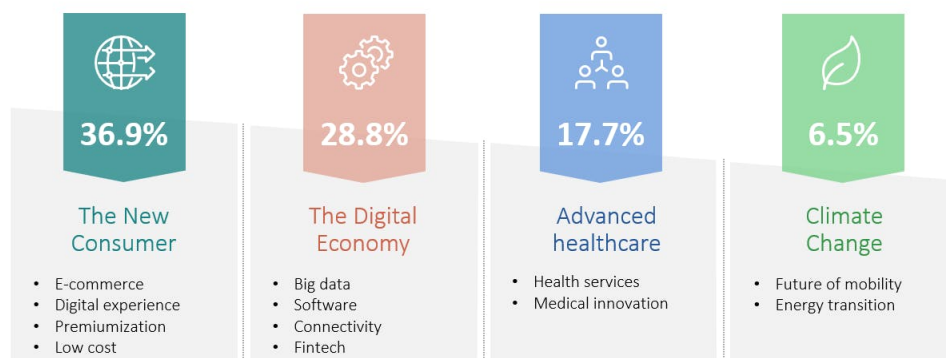 36.9%
The New
Consumer
• E-commerce
• Digital experience
• Premiumization
• Low cost
28.8%
The Digital
Economy
• Big data
• Software
• Connectivity
• Fintech
17.7%
Advanced
healthcare
• Health services
• Medical innovation
6.5%
Climate
Change
• Future of mobility
• Energy transition